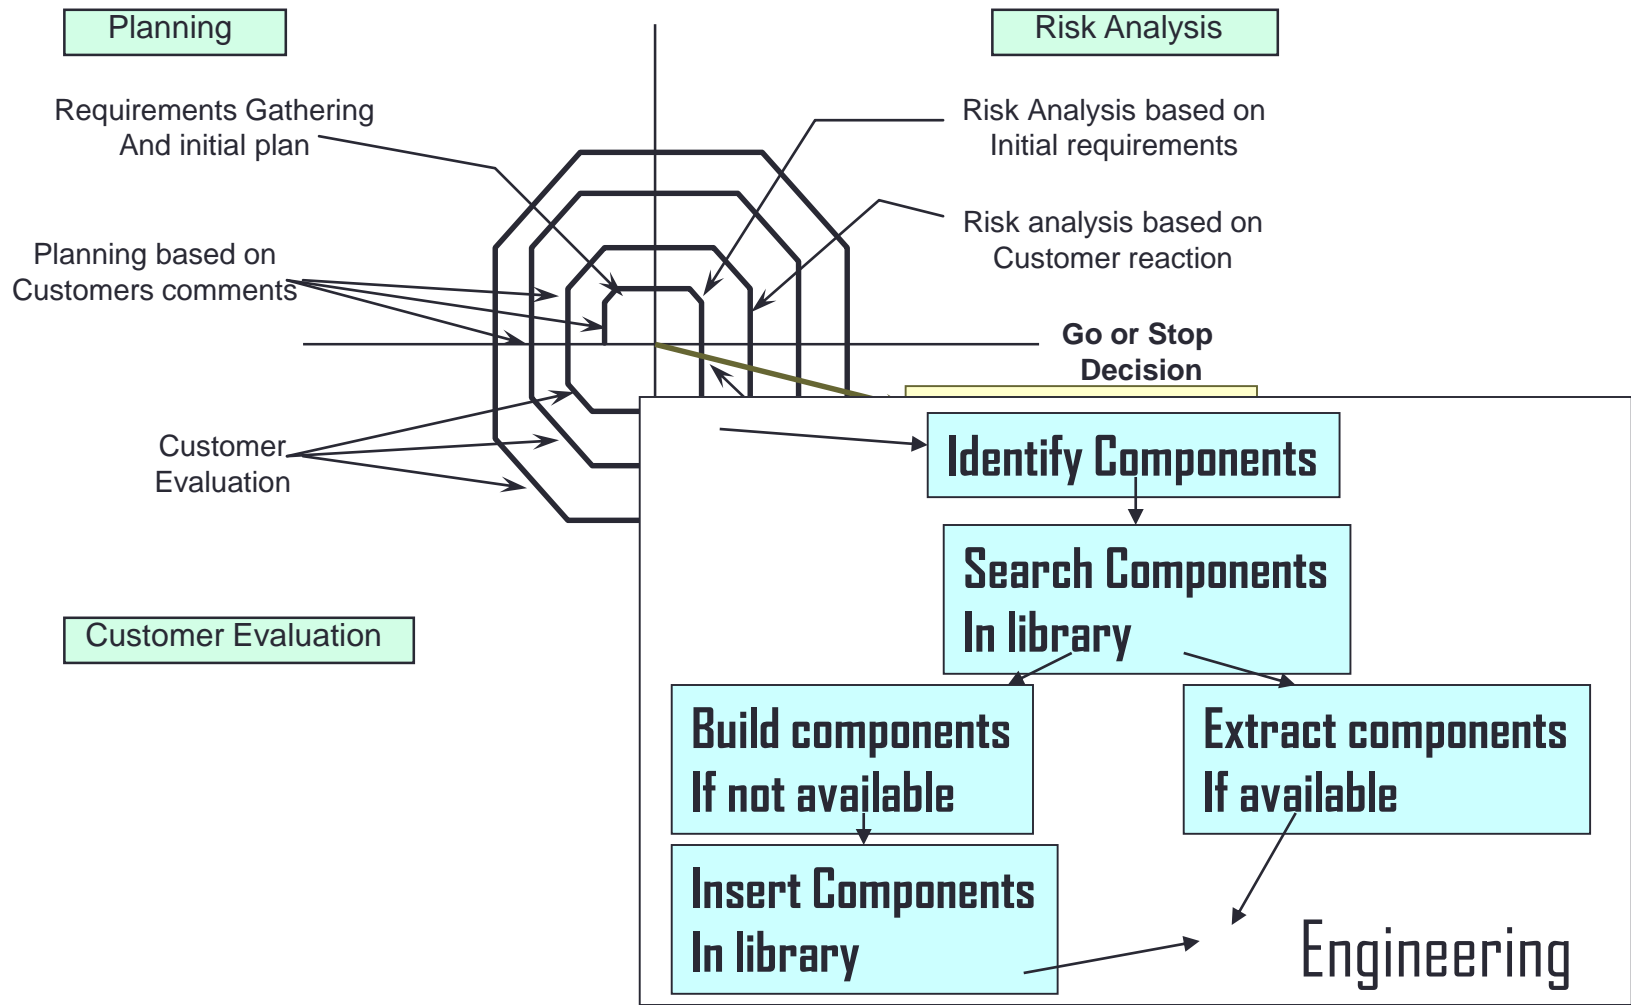 Planning
Risk Analysis
Requirements Gathering
And initial plan
Risk Analysis based on
Initial requirements
Planning based on
Customers comments
Risk analysis based on
Customer reaction
Go or Stop
Decision
Customer
Evaluation
Customer Evaluation
Identify Components
Search Components
In library
Build components
If not available
Extract components
If available
Insert Components
In library
Engineering